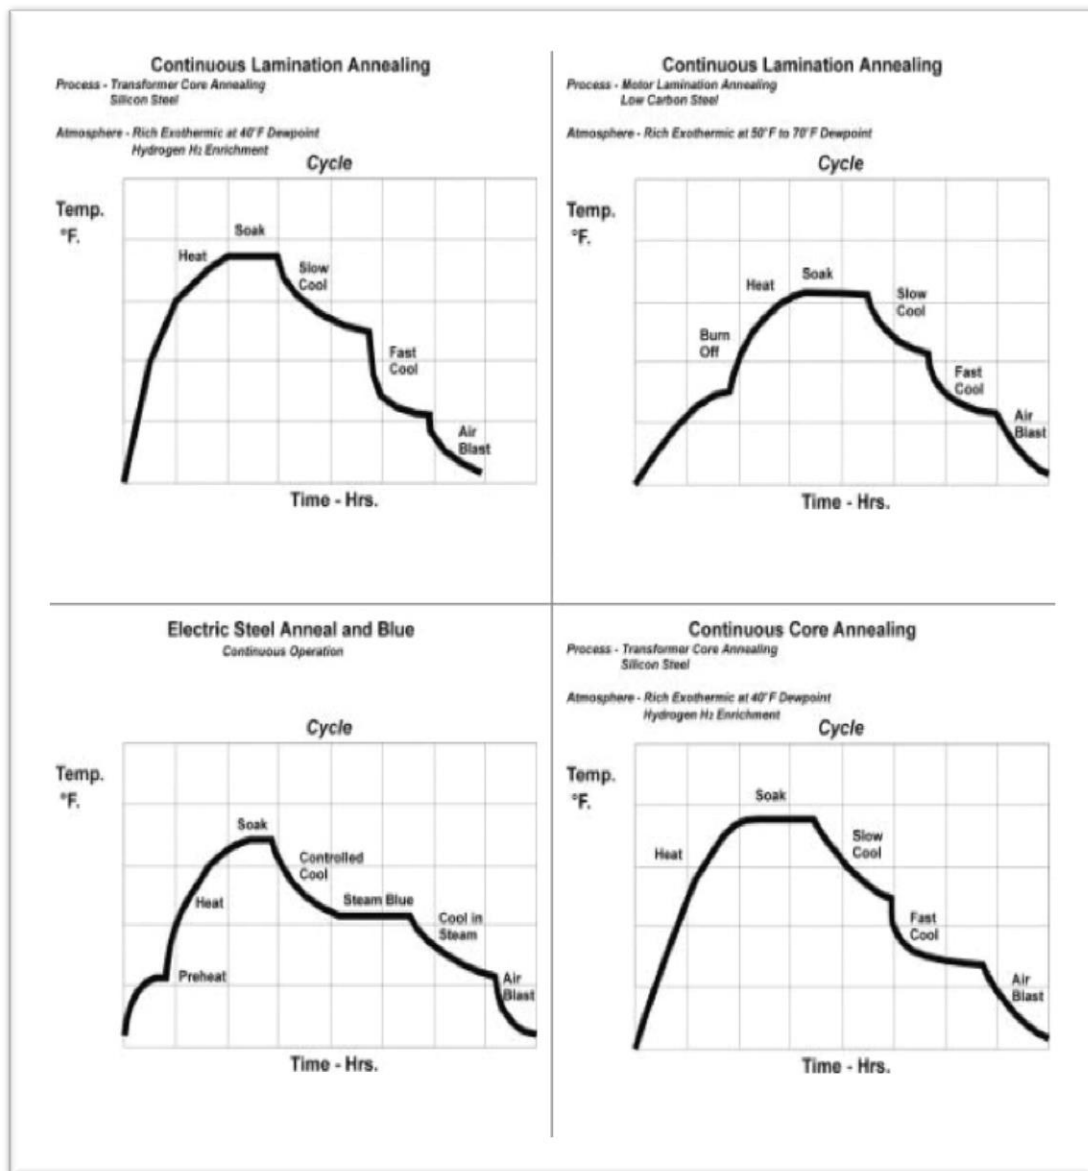 Continuous Lamination Annealing
Process - Transformer Core Annealing
Silicon Steel
Atmosphere - Rich Exothermic at 40°F Dewpoint
Hydrogen H₂ Enrichment
Cycle
Temp.
°F.
Soak
Heat
Slow
Cool
Fast
Cool
Air
Blast
Time - Hrs.
Continuous Lamination Annealing
Process - Motor Lamination Annealing
Low Carbon Steel
Atmosphere - Rich Exothermic at 50°F to 70°F Dewpoint
Cycle
Temp.
°F.
Soak
Heat
Slow
Cool
Burn
Off
Fast
Cool
Air
Blast
Time - Hrs.
Electric Steel Anneal and Blue
Continuous Operation
Cycle
Temp.
°F.
Soak
Controlled
Cool
Heat
Steam Blue
Cool in
Steam
Preheat
Air
Blast
Time - Hrs.
Continuous Core Annealing
Process - Transformer Core Annealing
Silicon Steel
Atmosphere - Rich Exothermic at 40°F Dewpoint
Hydrogen H₂ Enrichment
Cycle
Temp.
°F.
Soak
Heat
Slow
Cool
Fast
Cool
Air
Blast
Time - Hrs.